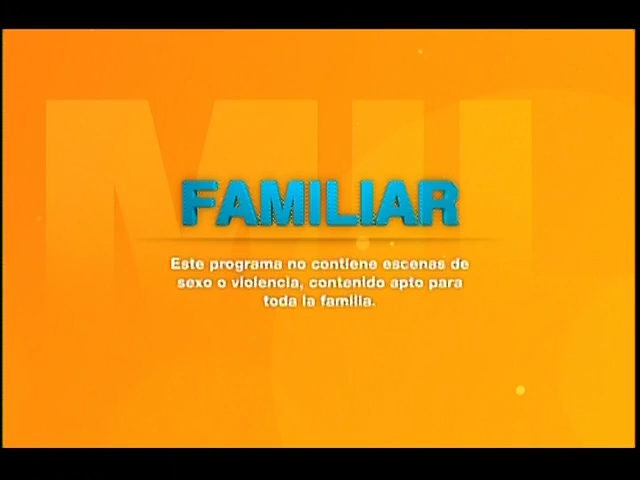 FAMILIAR
Este programa no contiene escenas de
sexo o violencia, contenido apto para
toda la familia.